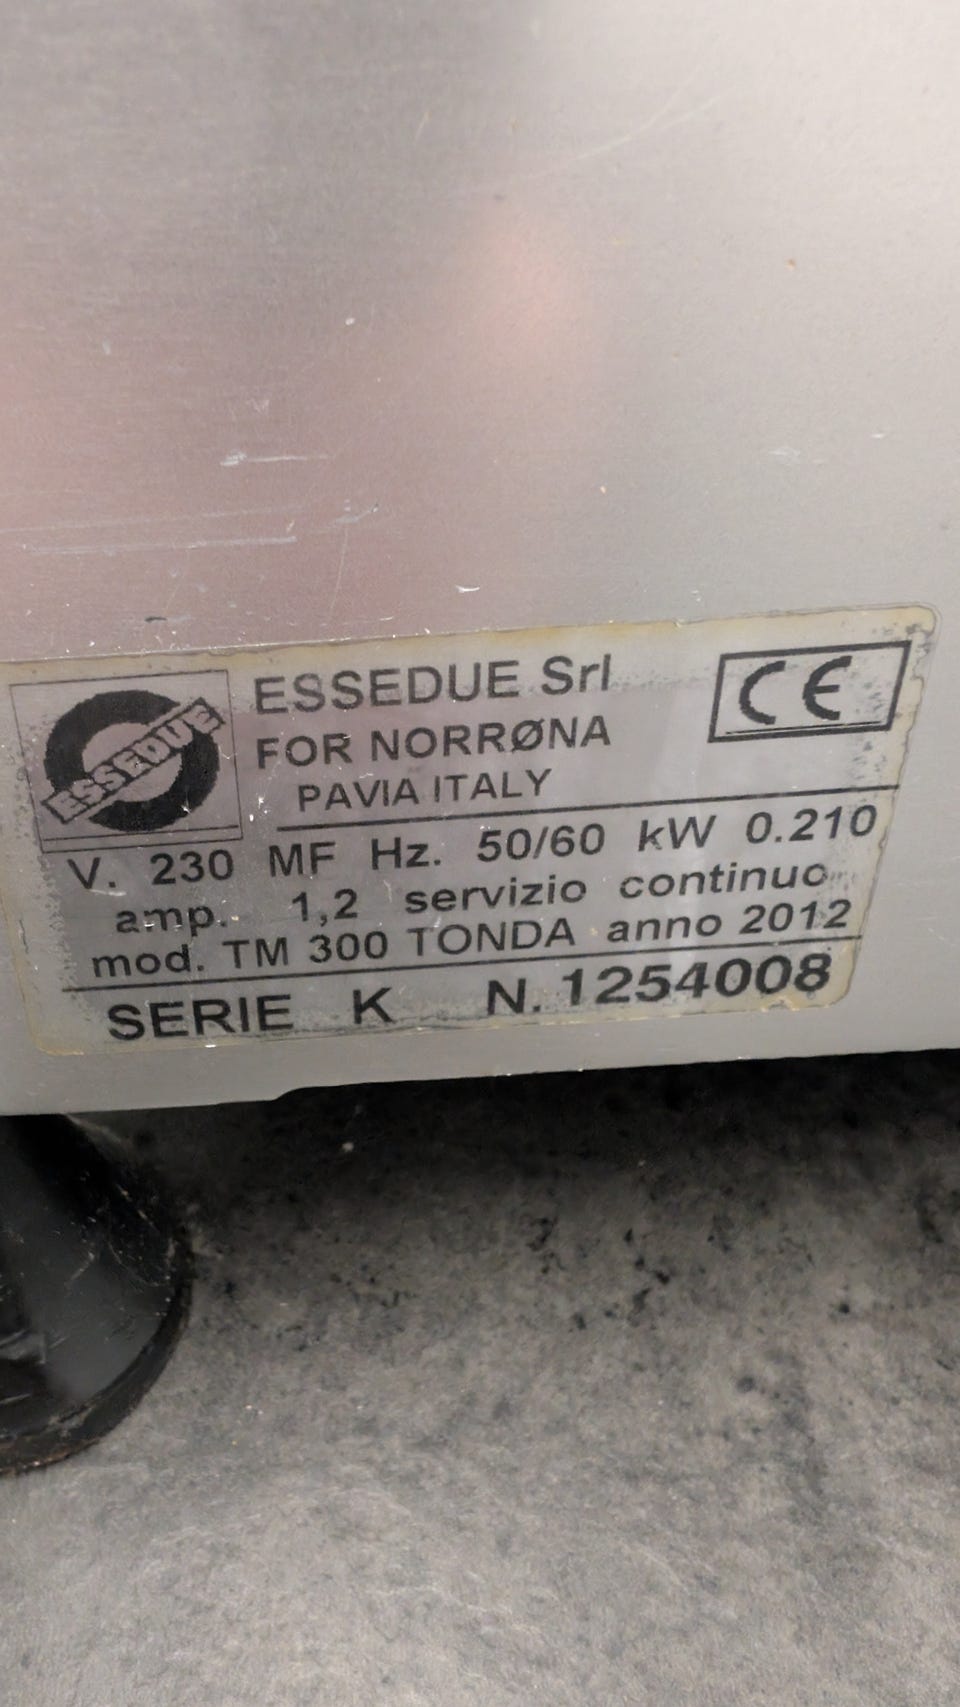 ESSEDUE
ESSEDUE Srl
FOR NORRØNA
PAVIA ITALY
CE
V. 230 MF Hz. 50/60 kW 0.210
amp. 1,2 servizio continuo
mod. TM 300 TONDA anno 2012
SERIE K N. 1254008